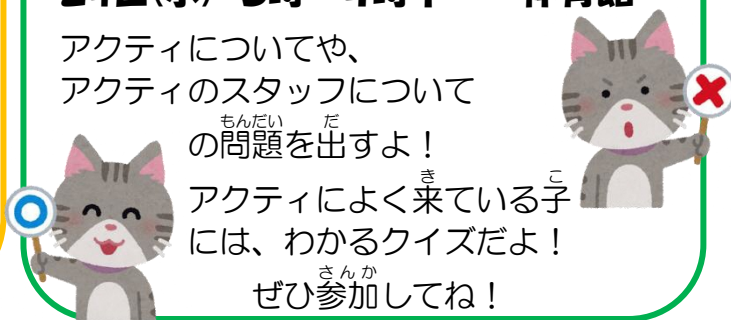 アクティについてや、
アクティのスタッフについて
の問題を出すよ！
アクティによく来ている子
には、わかるクイズだよ！
ぜひ参加してね！